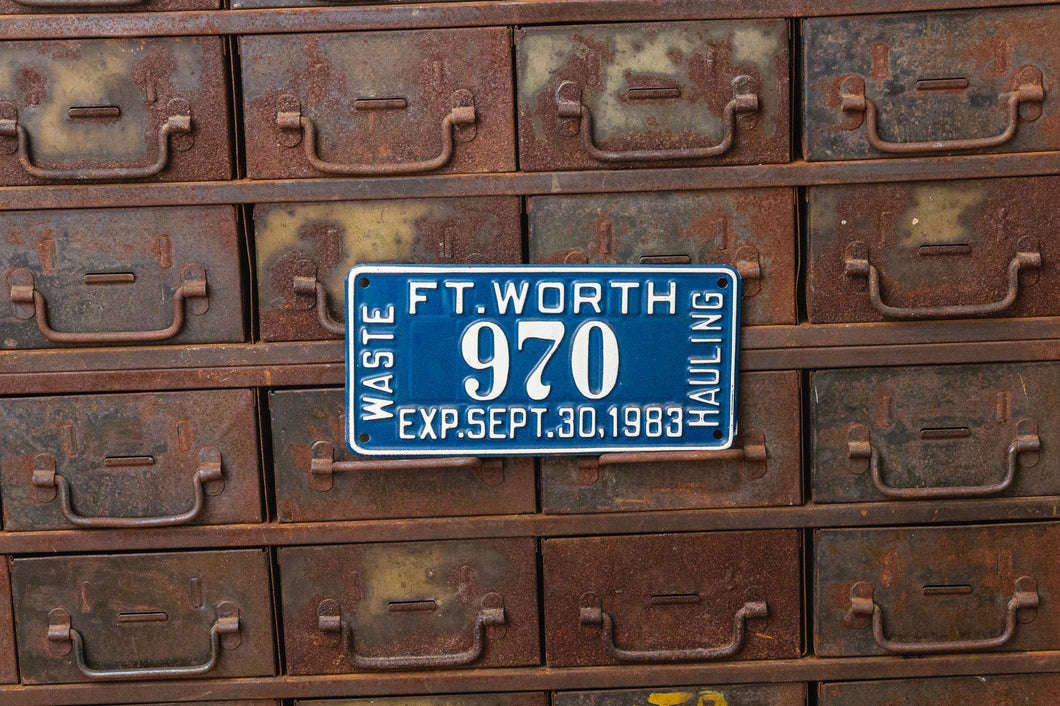 FT.WORTH
WASTE
970
HAULING
EXP.SEPT.30,1983